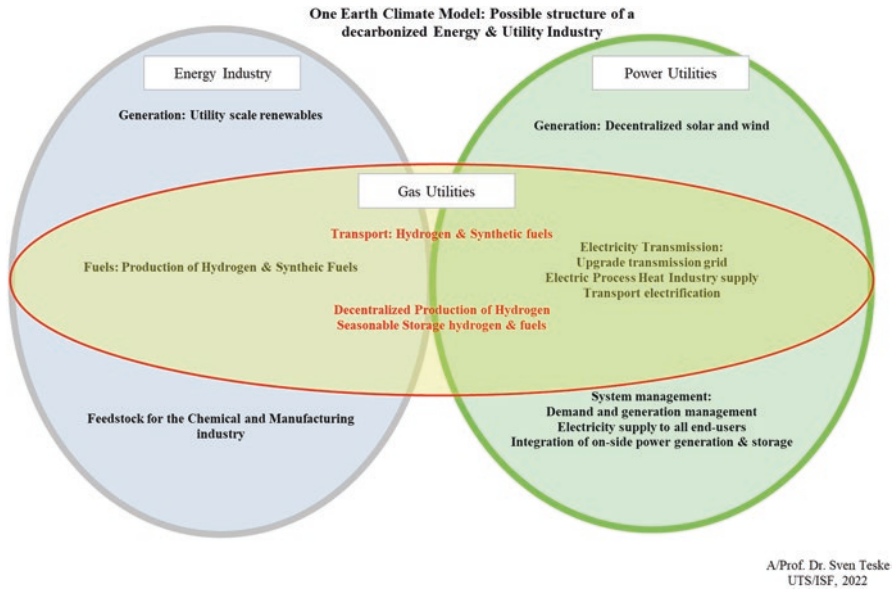 One Earth Climate Model: Possible structure of a
decarbonized Energy & Utility Industry
Energy Industry
Power Utilities
Generation: Utility scale renewables
Generation: Decentralized solar and wind
Gas Utilities
Transport: Hydrogen & Synthetic fuels
Fuels: Production of Hydrogen & Syntheic Fuels
Electricity Transmission:
Upgrade transmission grid
Electric Process Heat Industry supply
Transport electrification
Decentralized Production of Hydrogen
Seasonable Storage hydrogen & fuels
Feedstock for the Chemical and Manufacturing
industry
System management:
Demand and generation management
Electricity supply to all end-users
Integration of on-side power generation & storage
A/Prof. Dr. Sven Teske
UTS/ISF, 2022